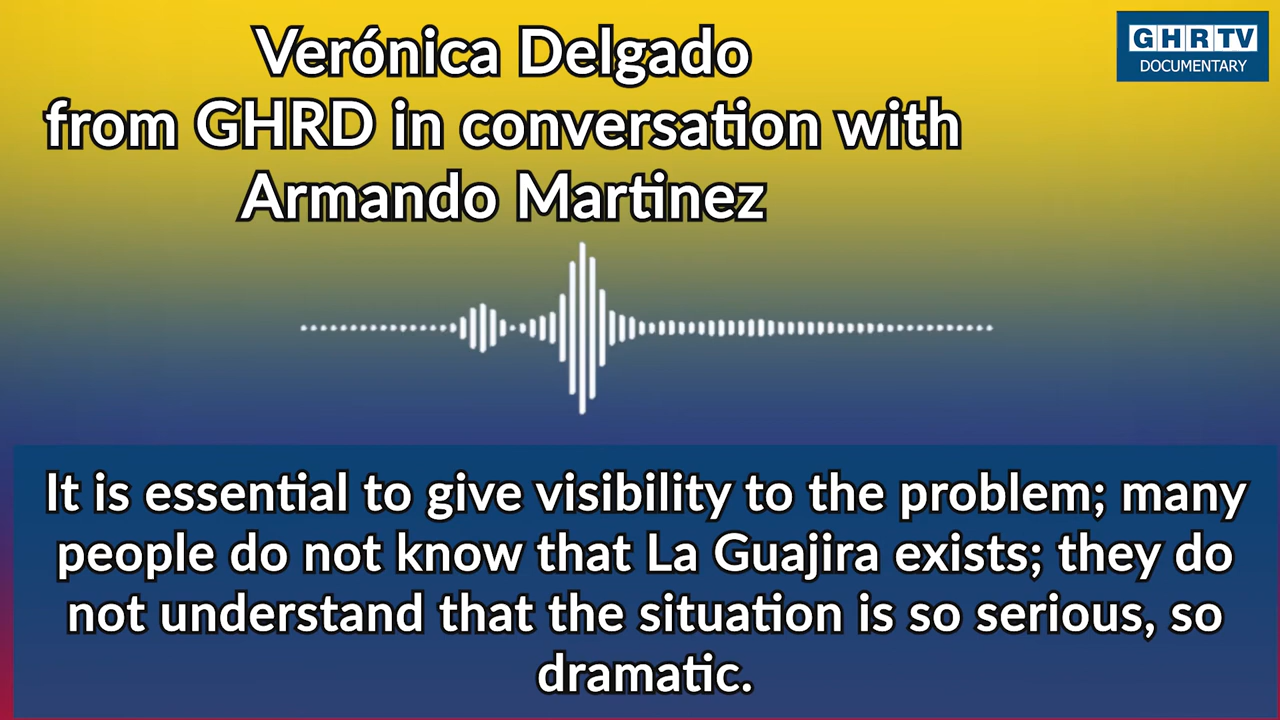 Verónica Delgado
from GHRD in conversation with
Armando Martinez
GHRTV
DOCUMENTARY
It is essential to give visibility to the problem; many
people do not know that La Guajira exists; they do
not understand that the situation is so serious, so
dramatic.